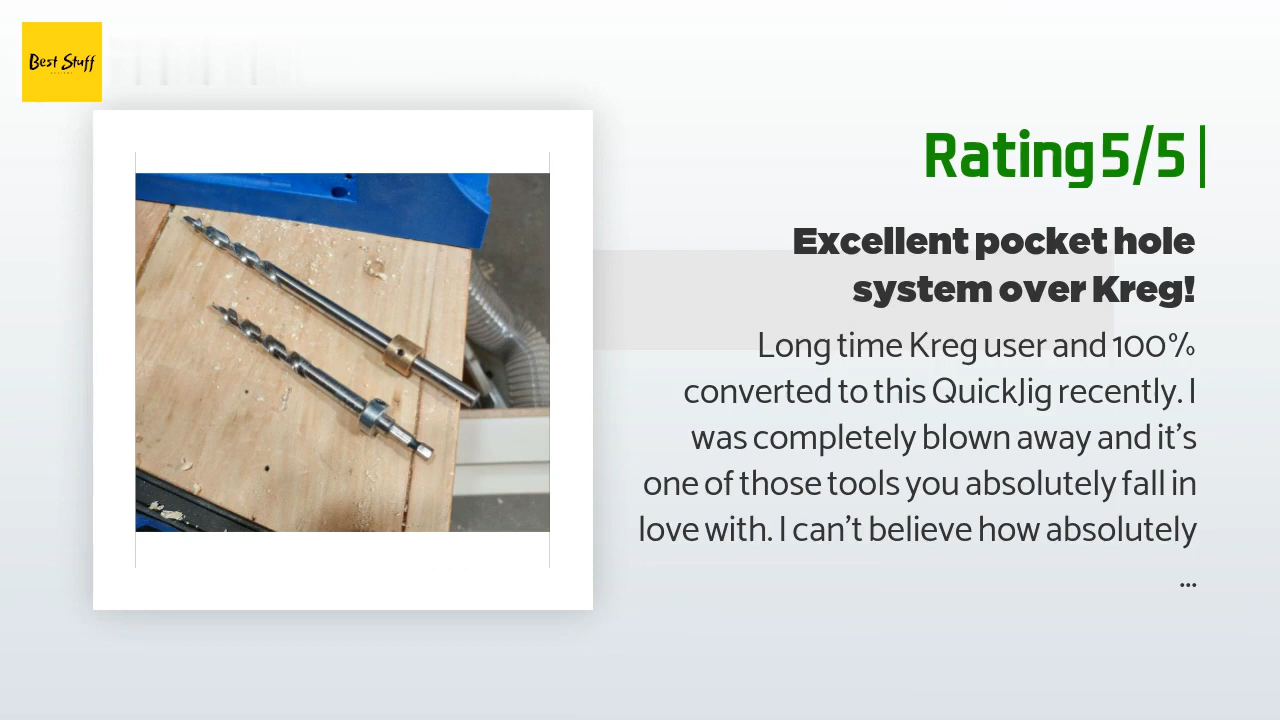 Best Stuff
Rating 5/5 |
Excellent pocket hole
system over Kreg!
Long time Kreg user and 100%
converted to this QuickJig recently. I
was completely blown away and it's
one of those tools you absolutely fall in
love with. I can't believe how absolutely
...